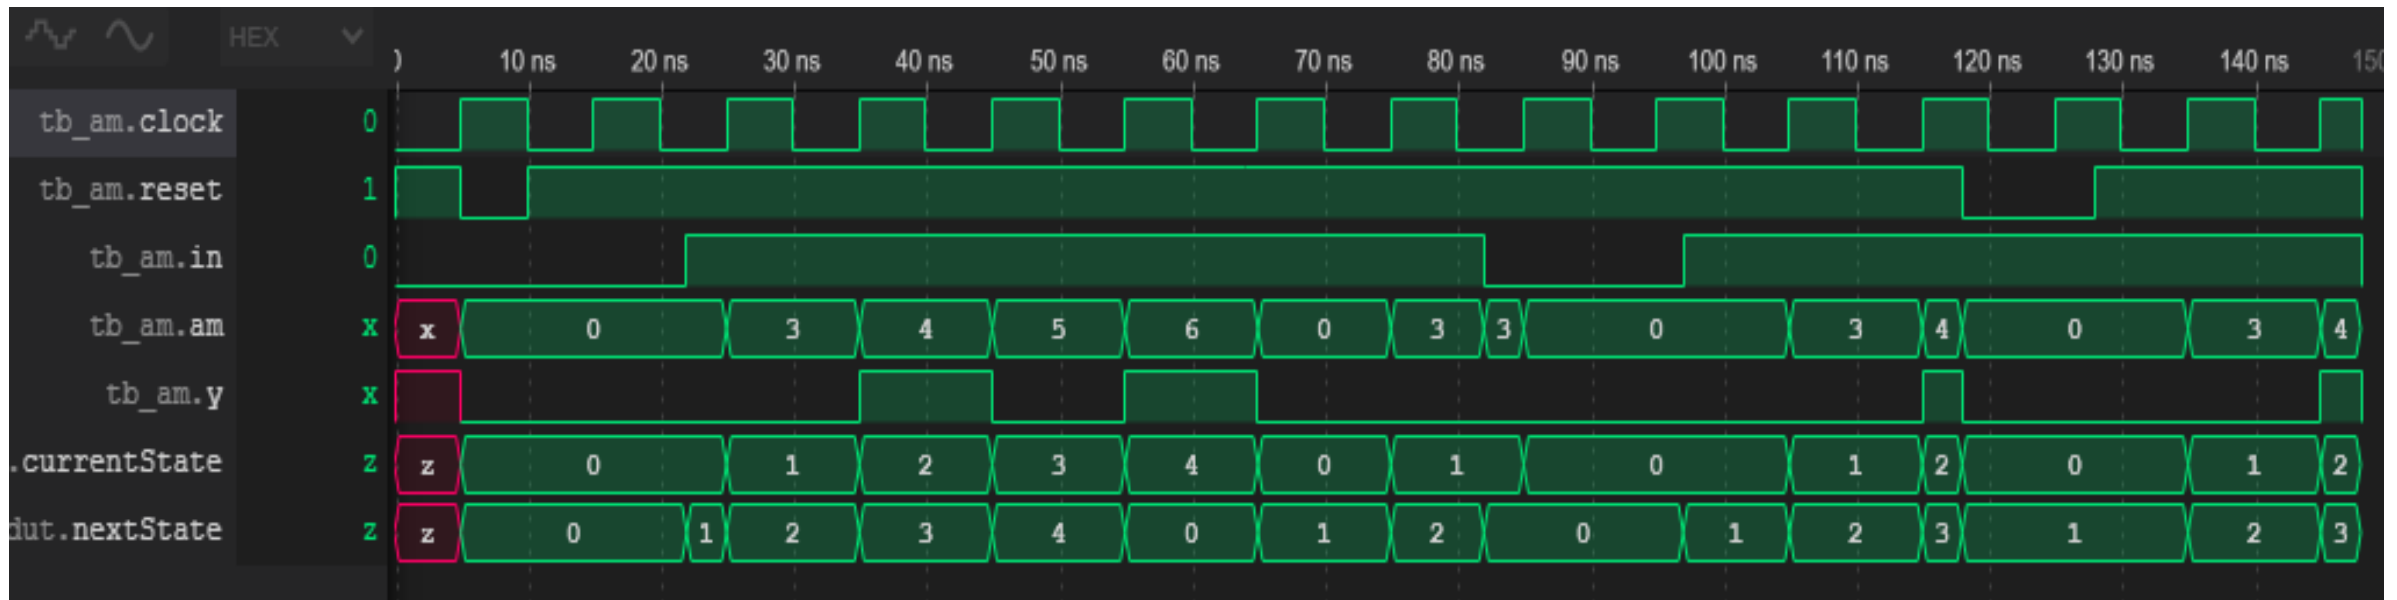 HEX
0 10 ns 20 ns 30 ns 40 ns 50 ns 60 ns 70 ns 80 ns 90 ns 100 ns 110 ns 120 ns 130 ns 140 ns 150
tb_am.clock 0
tb_am.reset 1
tb_am.in 0
tb_am.am x x 0 3 4 5 6 0 3 3 0 3 4 0 3 4
tb_am.y x
.currentState z z 0 1 2 3 4 0 1 0 1 2 0 1 2
dut.nextState z z 0 1 2 3 4 0 1 2 0 1 2 3 1 2 3